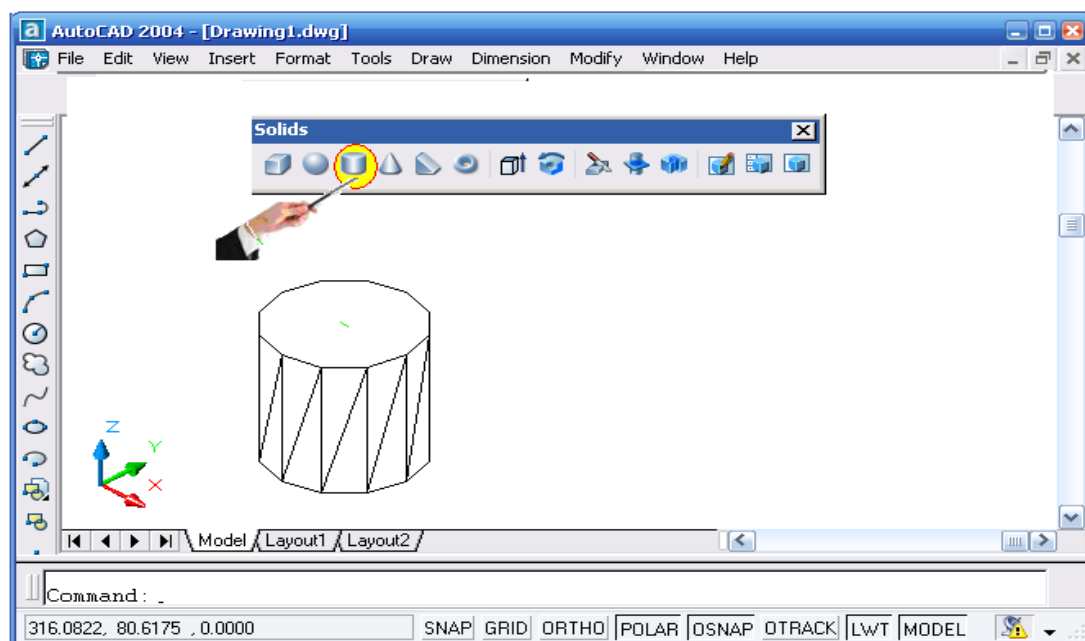 a AutoCAD 2004 - [Drawing1.dwg]
File Edit View Insert Format Tools Draw Dimension Modify Window Help
Solids
Z
Y
X
Model Layout1 Layout2
Command: _
316.0822, 80.6175 , 0.0000 SNAP GRID ORTHO POLAR OSNAP OTRACK LWT MODEL